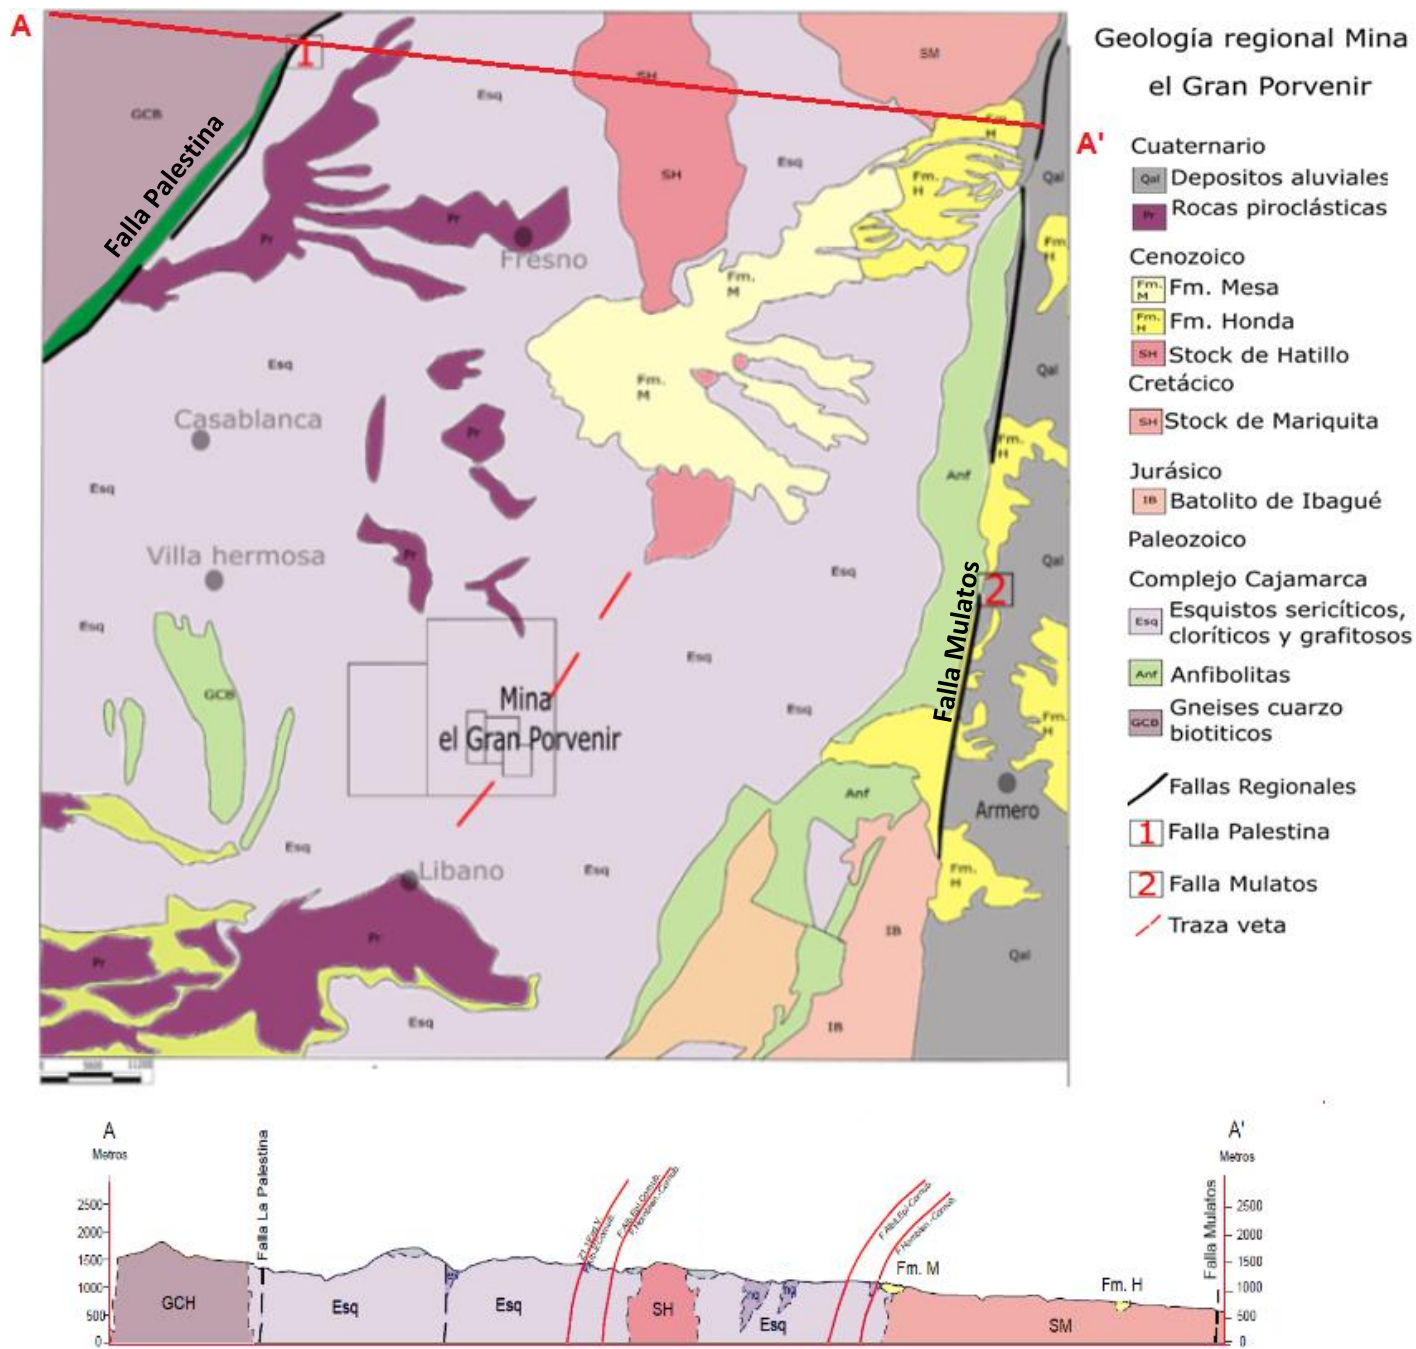 A
Geología regional Mina
el Gran Porvenir
1
SH
SM
Esq
GCB
Falla Palestina
Fm.
H
A'
Cuaternario
Qal Depositos aluviales
Pr Rocas piroclásticas
Esq
SH
Fm.
H
Qal
Pr
Pr
Fresno
Fm.
H
Cenozoico
Fm.
M
Fm. M Fm. Mesa
Fm. H Fm. Honda
SH Stock de Hatillo
Cretácico
SH Stock de Mariquita
Esq
Fm.
M
Qal
Casablanca
Pr
Fm.
H
Jurásico
IB Batolito de Ibagué
Esq
Anf
Paleozoico
Villa hermosa
Pr
Esq
Qal
Complejo Cajamarca
Esq Esquistos sericíticos,
cloríticos y grafitosos
2
Falla Mulatos
Esq
Esq
Anf Anfibolitas
GCB
Mina
el Gran Porvenir
Esq
Fm.
H
GCB Gneises cuarzo
biotiticos
Fallas Regionales
Anf
Armero
1 Falla Palestina
Esq
Libano
Esq
Fm.
H
2 Falla Mulatos
Traza veta
Pr
IB
Pr
Qal
Esq
IB
A
Metros
A'
Metros
Falla La Palestina
Falla Mulatos
2500
2000
1500
1000
500
0
2500
2000
1500
1000
500
0
F.Hornblen.-Cornub.
Fm. M
Fm. H
GCH
Esq
Esq
SH
Esq
SM